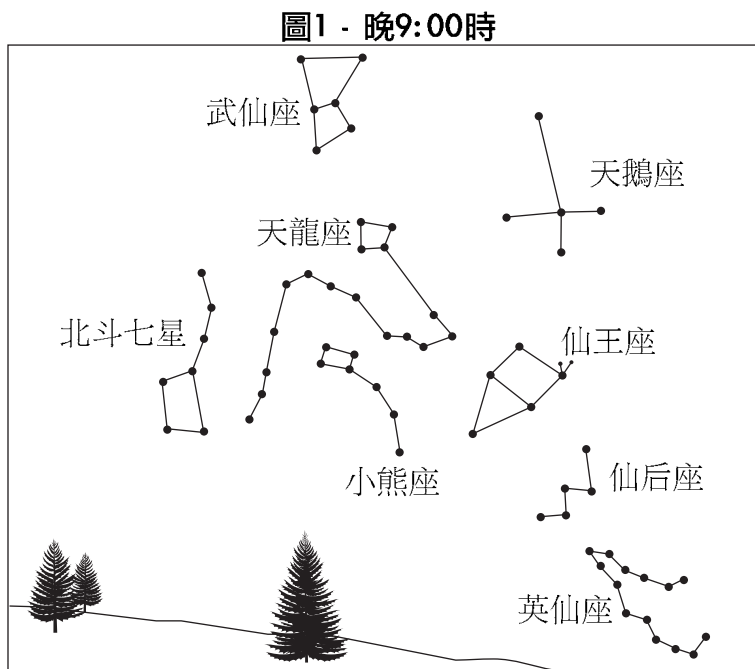 圖1 - 晚9:00時
武仙座
天鵝座
天龍座
北斗七星
仙王座
小熊座
仙后座
英仙座